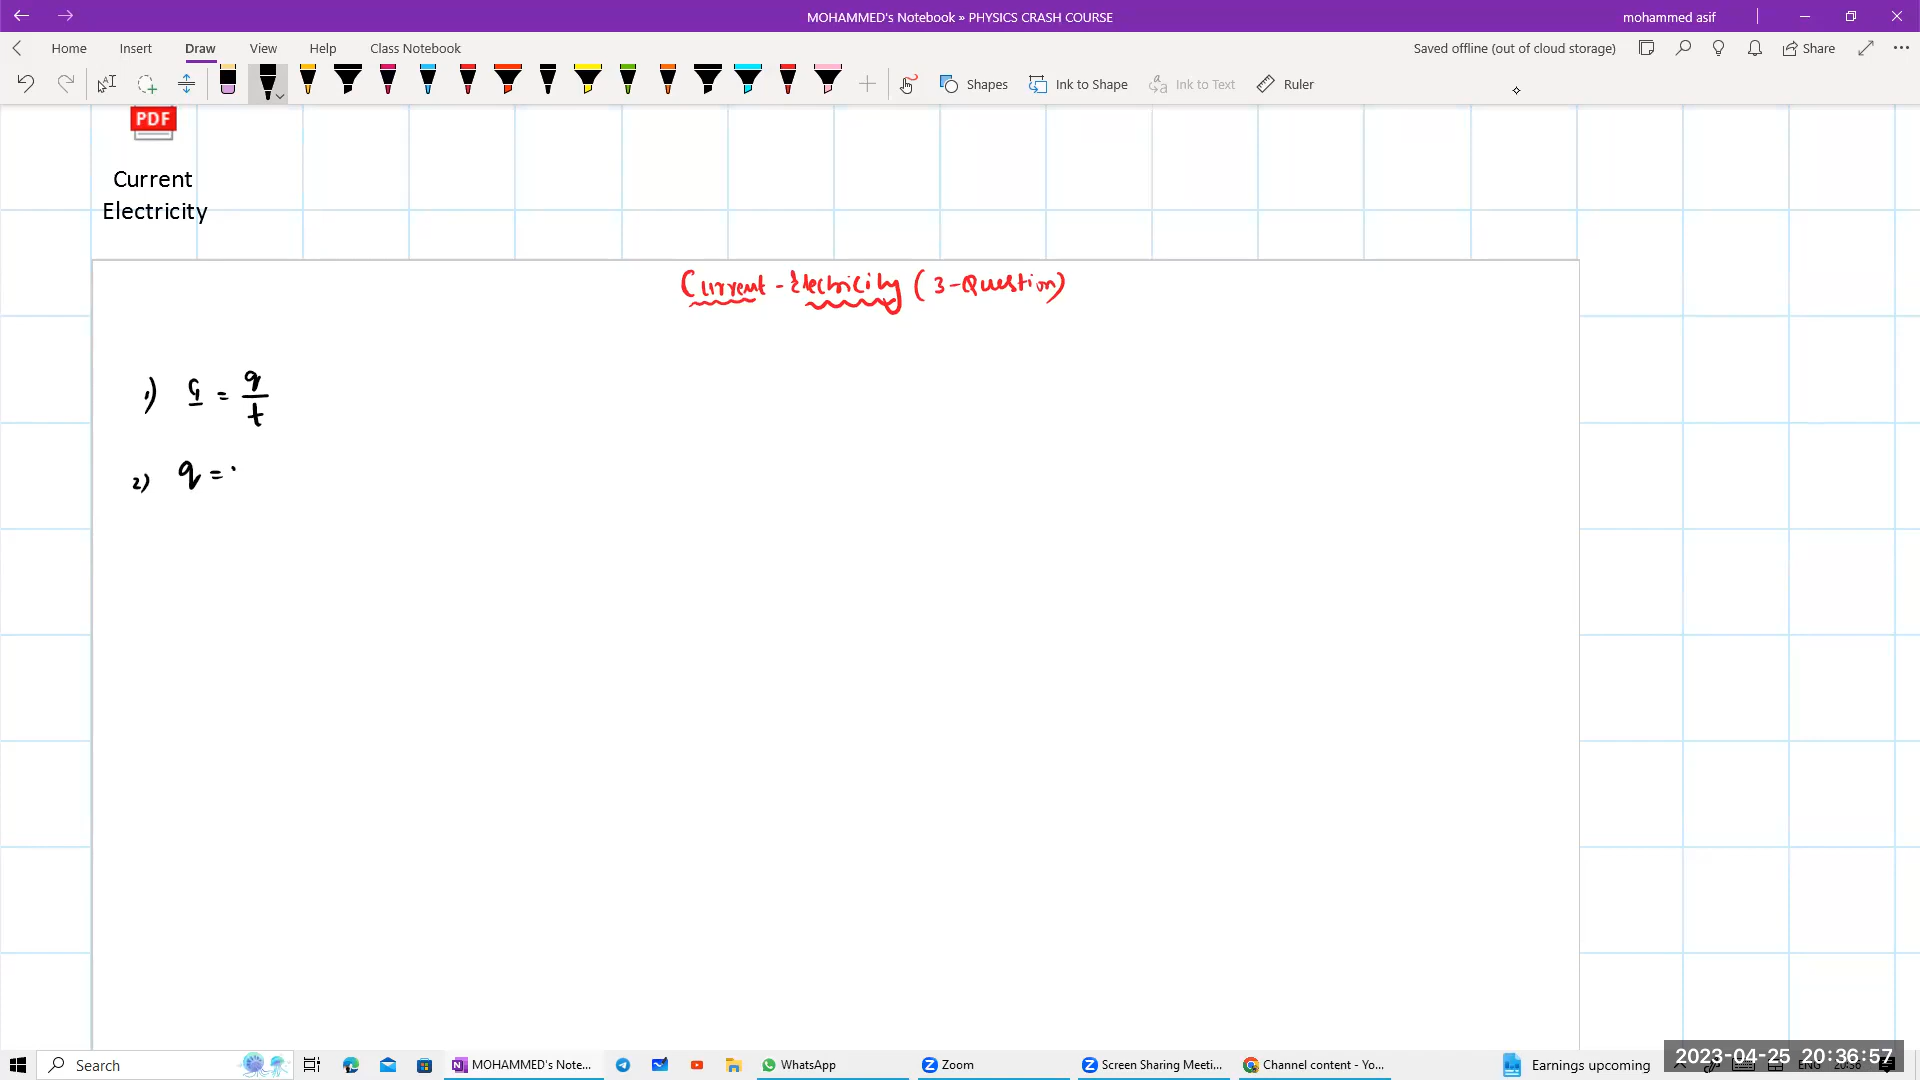 MOHAMMED's Notebook » PHYSICS CRASH COURSE
mohammed asif
Home Insert Draw View Help Class Notebook
Saved offline (out of cloud storage)
Share
Shapes Ink to Shape Ink to Text Ruler
PDF
Current
Electricity
Current - Electricity ( 3-Question)
1) i = q/t
2) q =
Search
MOHAMMED's Note...
WhatsApp
Zoom
Screen Sharing Meeti...
Channel content - Yo...
Earnings upcoming
2023-04-25 20:36:57